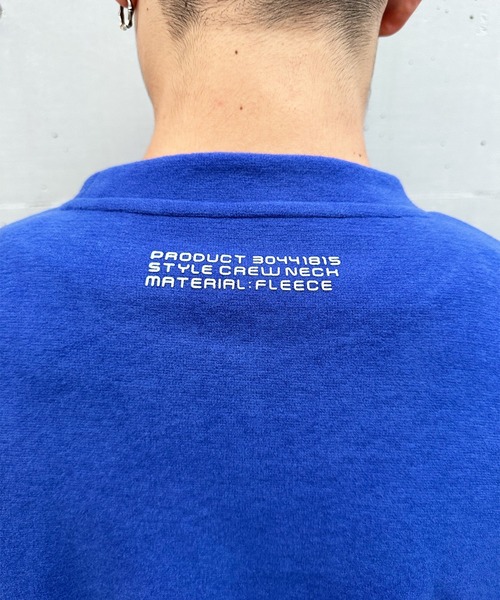 PRODUCT 30441815
STYLE CREW NECK
MATERIAL:FLEECE